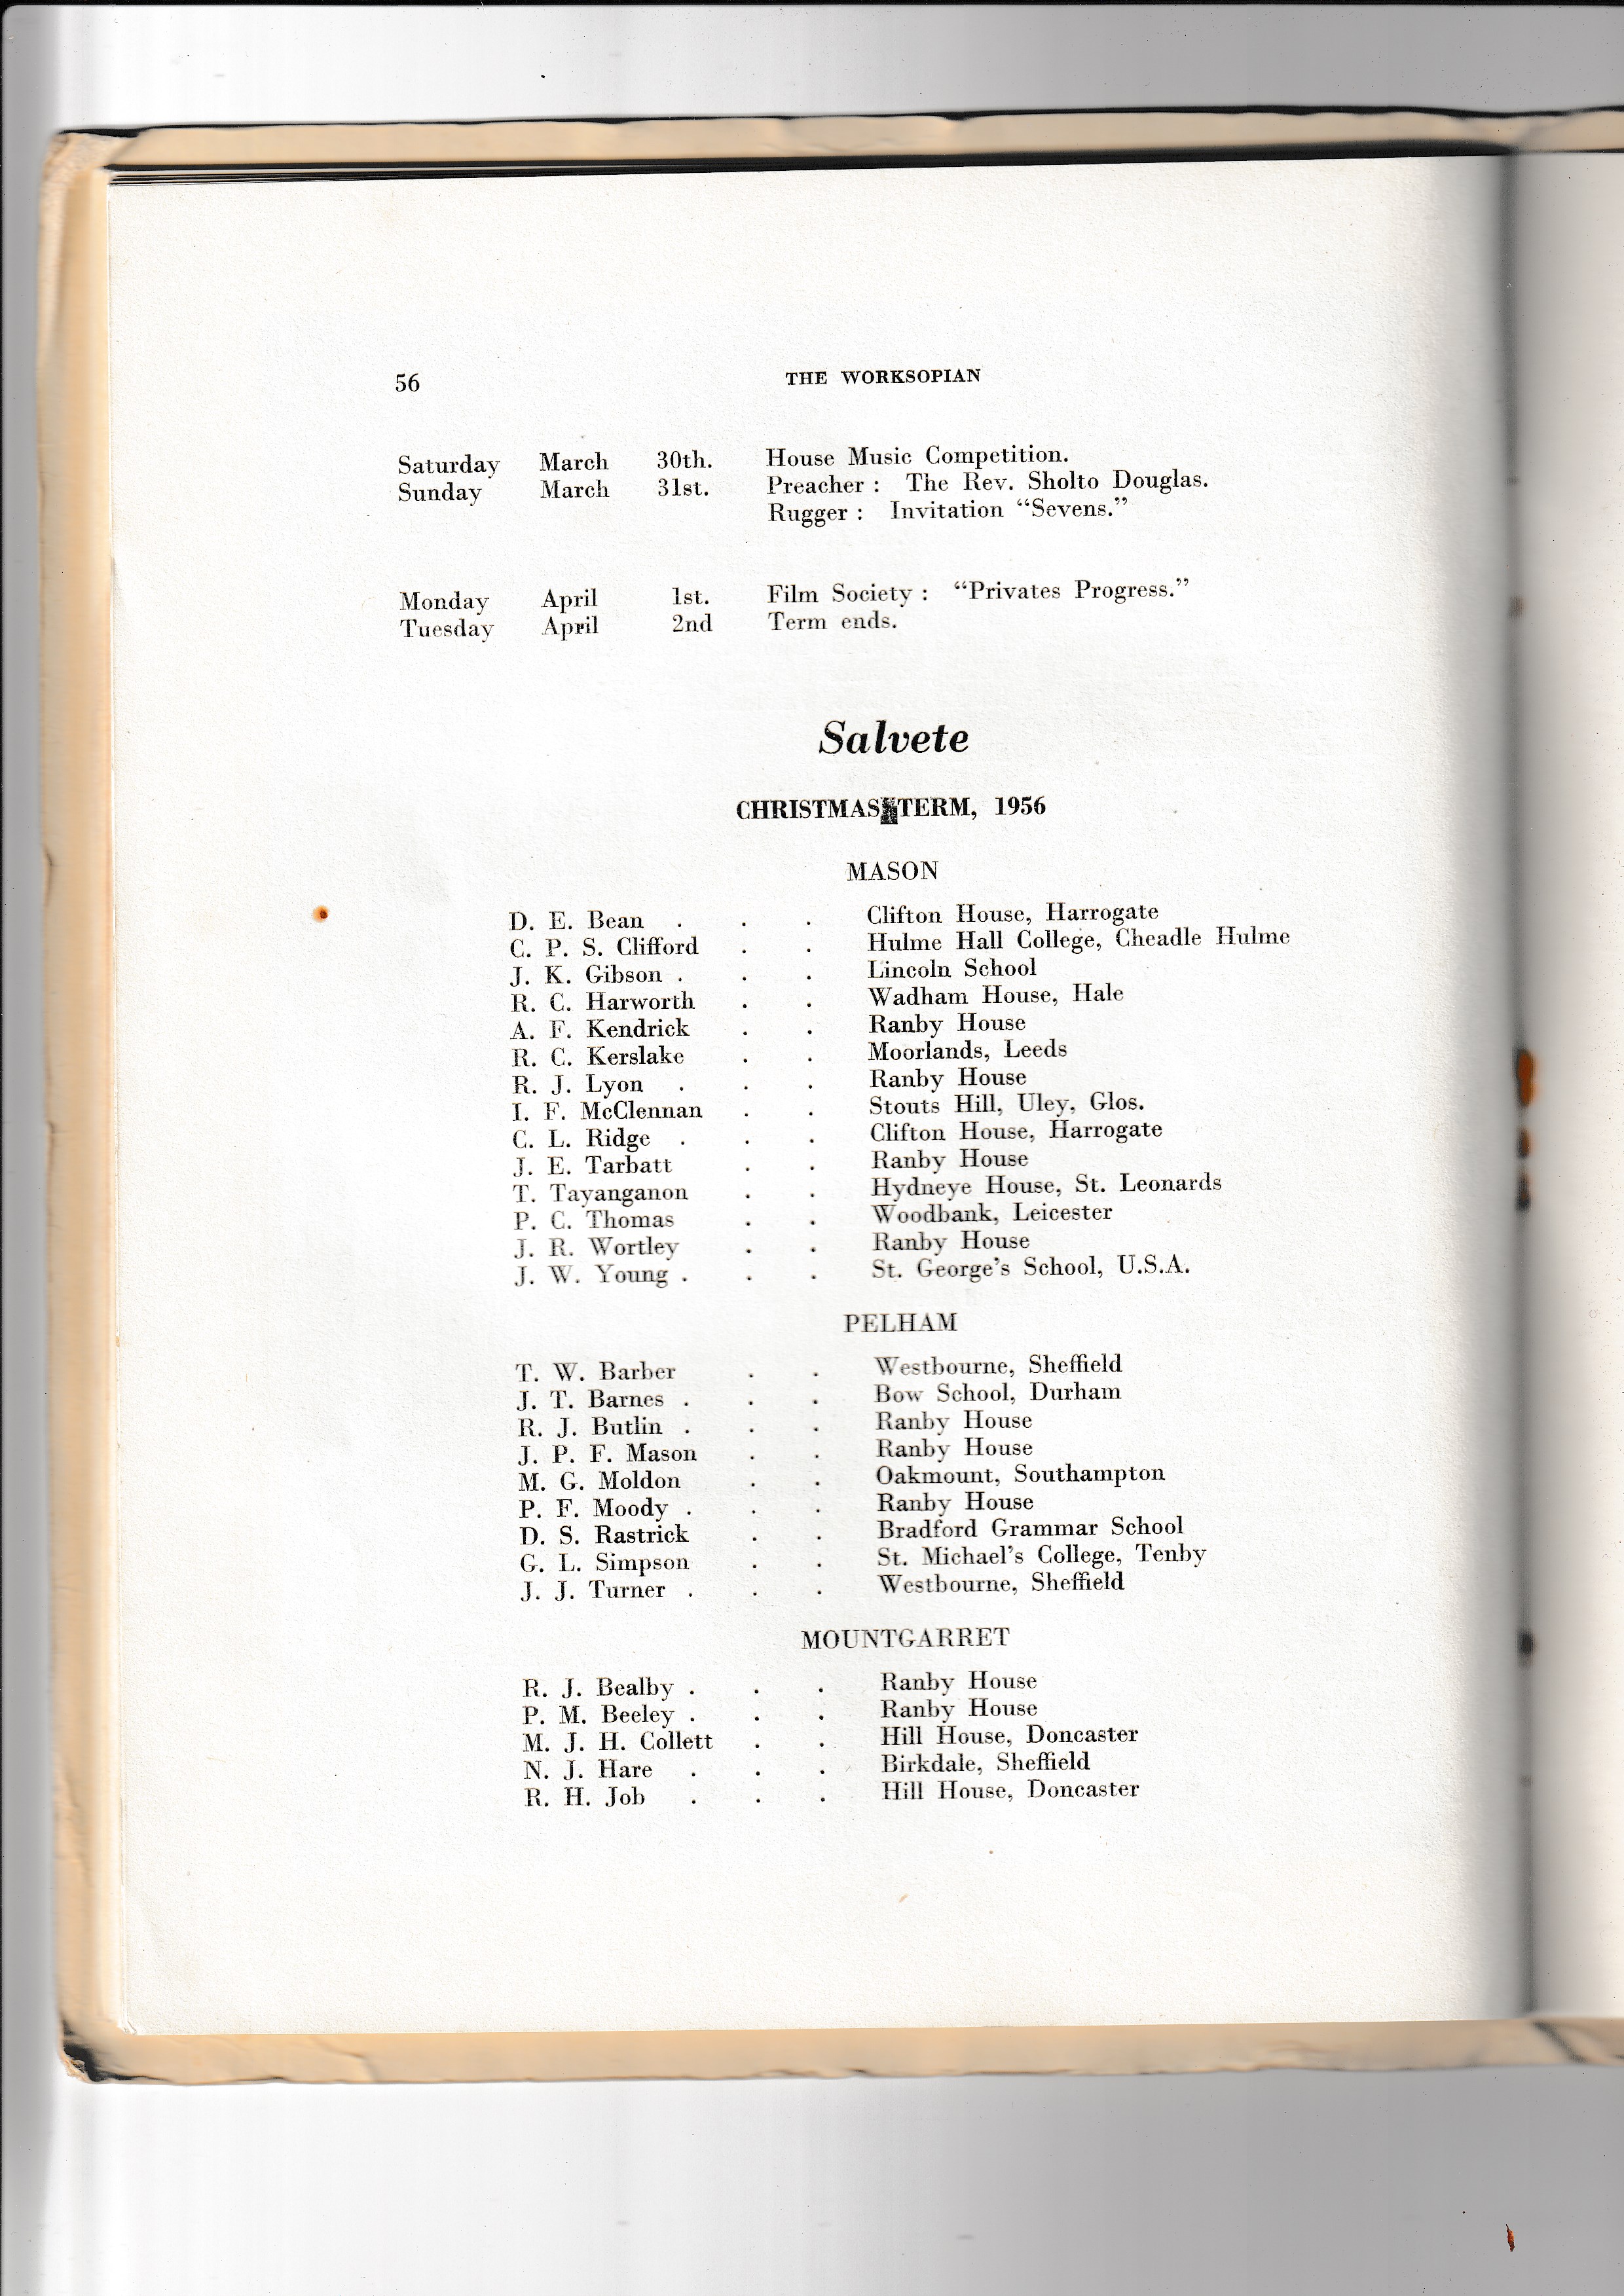 56 THE WORKSOPIAN
Saturday March 30th. House Music Competition.
Sunday March 31st. Preacher : The Rev. Sholto Douglas.
Rugger : Invitation “Sevens.”
Monday April 1st. Film Society : “Privates Progress.”
Tuesday April 2nd Term ends.
Salvete
CHRISTMAS TERM, 1956
MASON
D. E. Bean . . . Clifton House, Harrogate
C. P. S. Clifford . . Hulme Hall College, Cheadle Hulme
J. K. Gibson . . . Lincoln School
R. C. Harworth . . Wadham House, Hale
A. F. Kendrick . . Ranby House
R. C. Kerslake . . Moorlands, Leeds
R. J. Lyon . . . Ranby House
I. F. McClennan . . Stouts Hill, Uley, Glos.
C. L. Ridge . . . Clifton House, Harrogate
J. E. Tarbatt . . Ranby House
T. Tayanganon . . Hydneye House, St. Leonards
P. C. Thomas . . Woodbank, Leicester
J. R. Wortley . . Ranby House
J. W. Young . . . St. George’s School, U.S.A.
PELHAM
T. W. Barber . . Westbourne, Sheffield
J. T. Barnes . . . Bow School, Durham
R. J. Butlin . . . Ranby House
J. P. F. Mason . . Ranby House
M. G. Moldon . . Oakmount, Southampton
P. F. Moody . . . Ranby House
D. S. Rastrick . . Bradford Grammar School
G. L. Simpson . . St. Michael’s College, Tenby
J. J. Turner . . . Westbourne, Sheffield
MOUNTGARRET
R. J. Bealby . . . Ranby House
P. M. Beeley . . . Ranby House
M. J. H. Collett . . Hill House, Doncaster
N. J. Hare . . . Birkdale, Sheffield
R. H. Job . . . Hill House, Doncaster